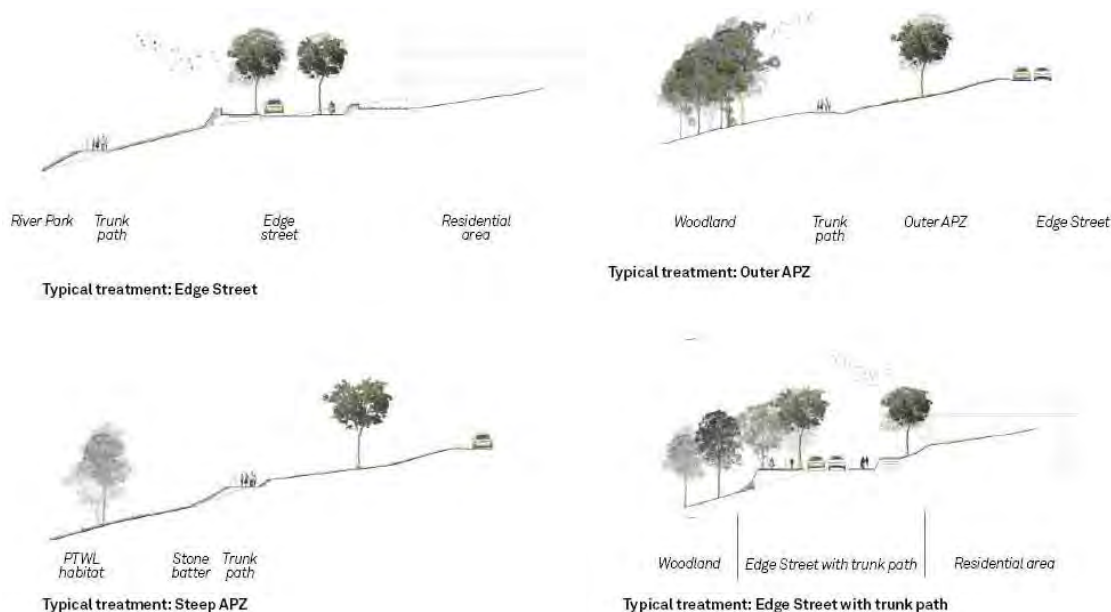 River Park
Trunk
path
Edge
street
Residential
area
Typical treatment: Edge Street
Woodland
Trunk
path
Outer APZ
Edge Street
Typical treatment: Outer APZ
PTWL
habitat
Stone
batter
Trunk
path
Typical treatment: Steep APZ
Woodland
Edge Street with trunk path
Residential area
Typical treatment: Edge Street with trunk path